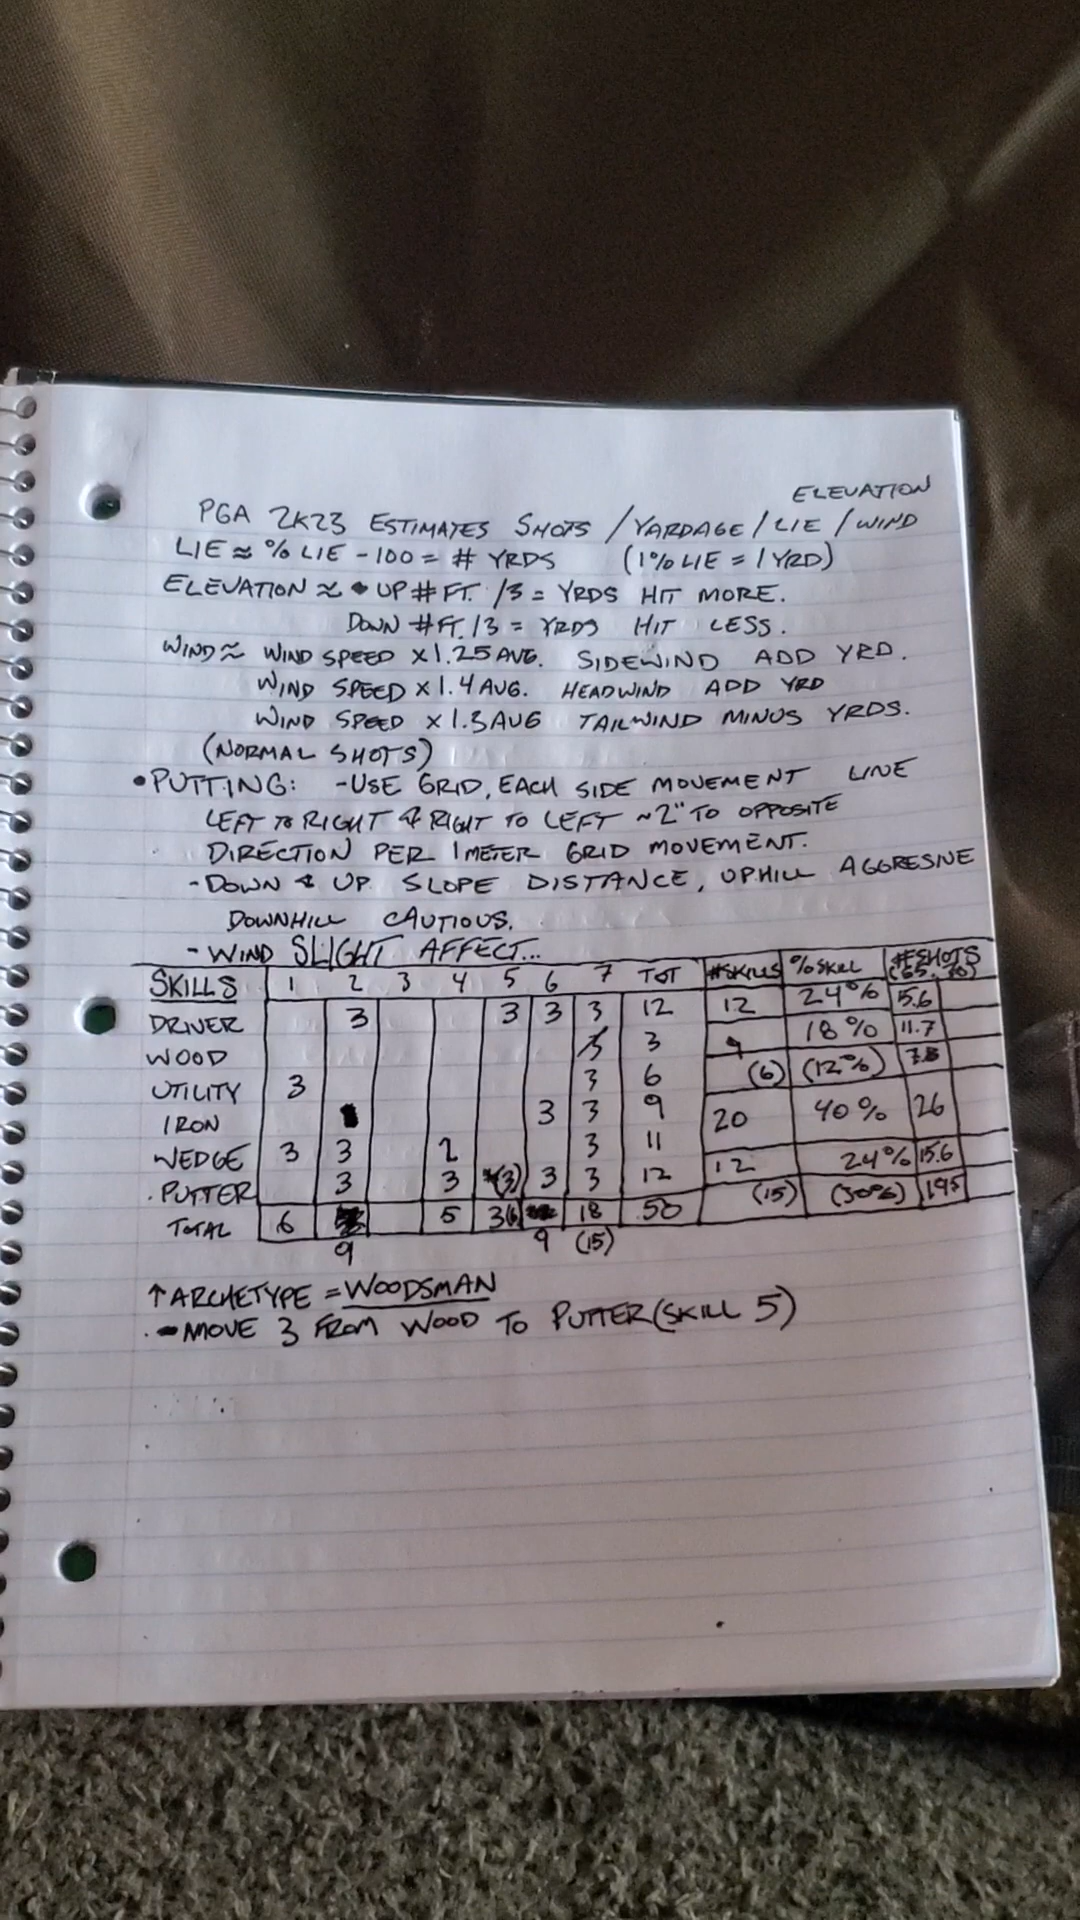 ELEVATION
PGA 2K23 ESTIMATES SHOTS / YARDAGE / LIE / WIND
LIE ≈ % LIE - 100 = # YRDS (1% LIE = 1 YRD)
ELEVATION ≈ UP # FT. /3 = YRDS HIT MORE.
DOWN # FT. /3 = YRDS HIT LESS.
WIND ≈ WIND SPEED X 1.25 AVG. SIDEWIND ADD YRD.
WIND SPEED X 1.4 AVG. HEADWIND ADD YRD
WIND SPEED X 1.3 AVG TAILWIND MINUS YRDS.
(NORMAL SHOTS)
• PUTTING: - USE GRID, EACH SIDE MOVEMENT LINE
LEFT TO RIGHT & RIGHT TO LEFT ~2" TO OPPOSITE
DIRECTION PER 1 METER GRID MOVEMENT.
- DOWN & UP SLOPE DISTANCE, UPHILL AGGRESIVE
DOWNHILL CAUTIOUS.
- WIND SLIGHT AFFECT...
SKILLS 1 2 3 4 5 6 7 TOT # SKILLS % SKILL # SHOTS (65-70)
DRIVER 3 3 3 3 12 12 24% 5.6
WOOD 3 3 9 18% 11.7
UTILITY 3 3 6 (6) (12%) 7.8
IRON 3 3 9 20 40% 26
WEDGE 3 3 2 3 11 12 24% 15.6
PUTTER 3 3 (3) 3 3 12 (15) (30%) 19.5
TOTAL 6 5 3 (6) 18 50
9 9 (15)
↑ ARCHETYPE = WOODSMAN
- MOVE 3 FROM WOOD TO PUTTER (SKILL 5)